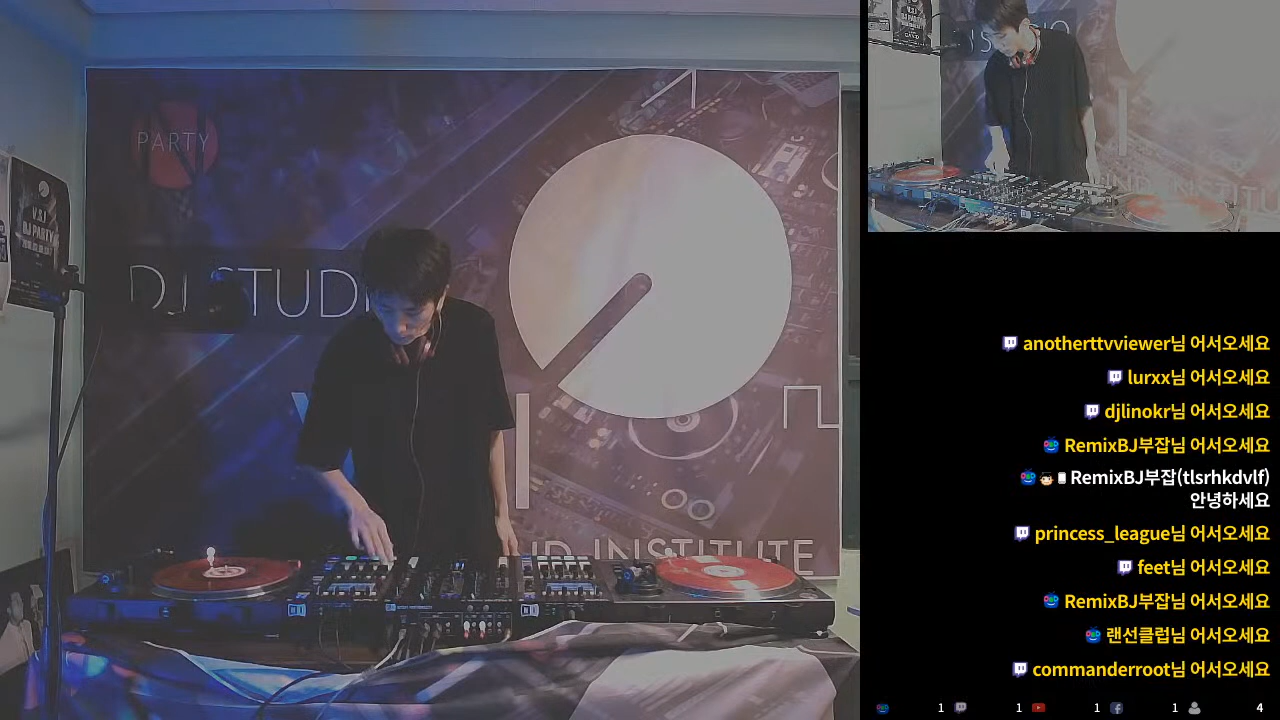 PARTY
DJ STUDI
V.S.I
DJ PARTY
ND INSTITUTE
anotherttvviewer님 어서오세요
lurxx님 어서오세요
djlinokr님 어서오세요
RemixBJ부잡님 어서오세요
RemixBJ부잡(tlsrhkdvlf)
안녕하세요
princess_league님 어서오세요
feet님 어서오세요
RemixBJ부잡님 어서오세요
랜선클럽님 어서오세요
commanderroot님 어서오세요
1 1 1 1 4